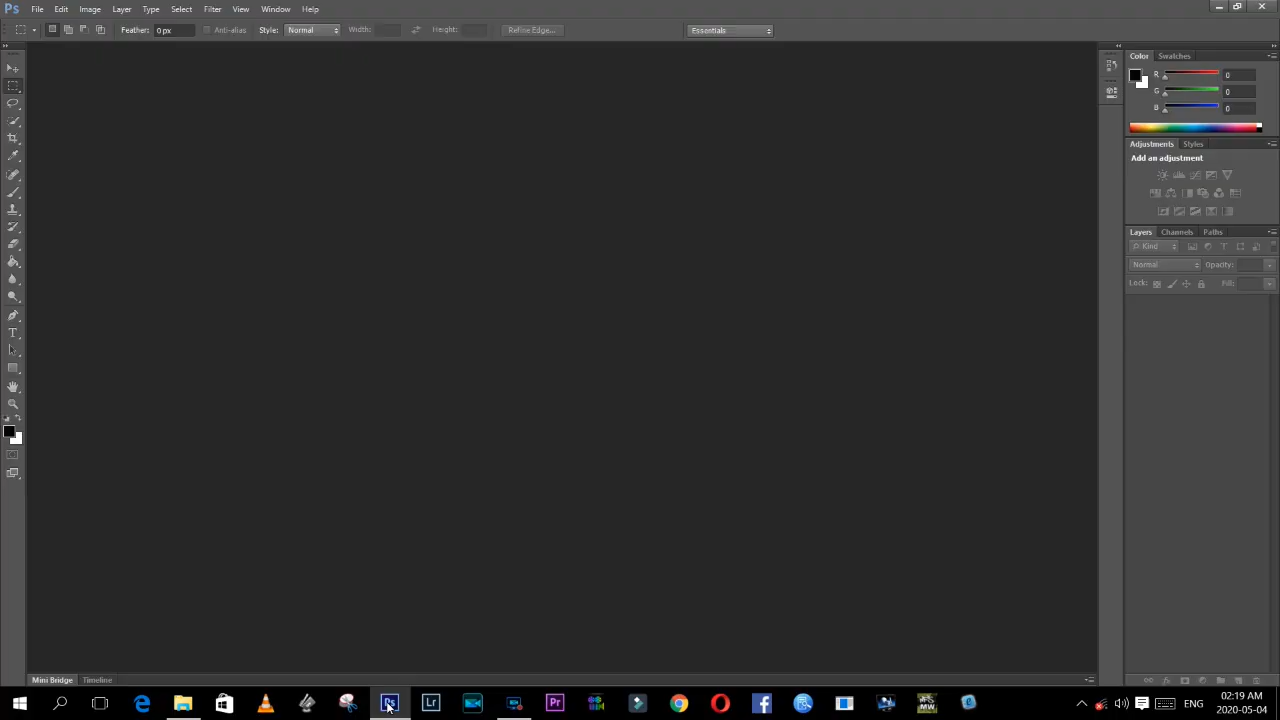 Ps File Edit Image Layer Type Select Filter View Window Help
Feather: 0 px Anti-alias Style: Normal Width: Height: Refine Edge... Essentials
Color Swatches
R 0
G 0
B 0
Adjustments Styles
Add an adjustment
Layers Channels Paths
Kind
Normal Opacity:
Lock: Fill:
T
Mini Bridge Timeline
Ps Lr Pr MW ENG
02:19 AM
2020-05-04